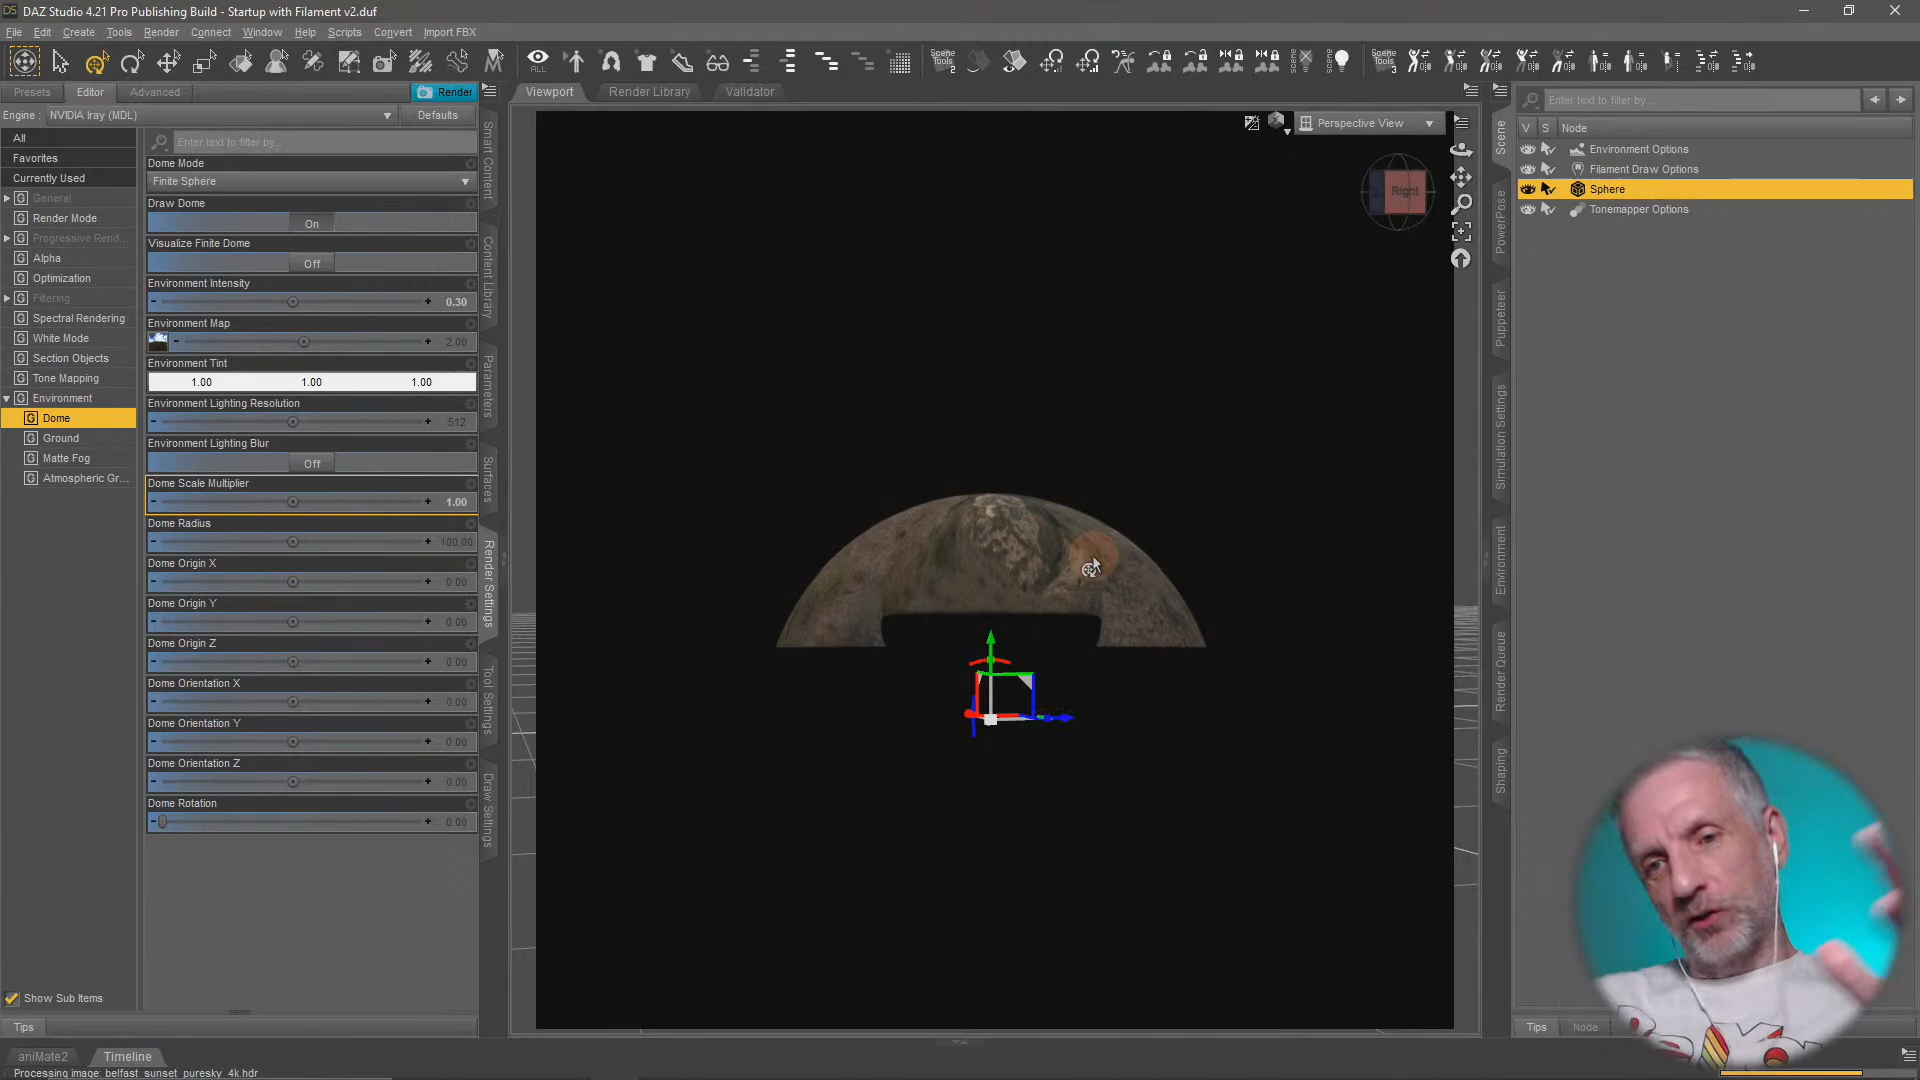 DAZ Studio 4.21 Pro Publishing Build - Startup with Filament v2.duf
File Edit Create Tools Render Connect Window Help Scripts Convert Import FBX
ALL
Scene Tools 2
scene
Scene Tools 3
Presets Editor Advanced Render
Viewport Render Library Validator
Engine : NVIDIA Iray (MDL) Defaults
All
Favorites
Currently Used
General
Render Mode
Progressive Rend...
Alpha
Optimization
Filtering
Spectral Rendering
White Mode
Section Objects
Tone Mapping
Environment
Dome
Ground
Matte Fog
Atmospheric Gr...
Show Sub Items
Tips
Enter text to filter by...
Dome Mode
Finite Sphere
Draw Dome
On
Visualize Finite Dome
Off
Environment Intensity
0.30
Environment Map
2.00
Environment Tint
1.00 1.00 1.00
Environment Lighting Resolution
512
Environment Lighting Blur
Off
Dome Scale Multiplier
1.00
Dome Radius
100.00
Dome Origin X
0.00
Dome Origin Y
0.00
Dome Origin Z
0.00
Dome Orientation X
0.00
Dome Orientation Y
0.00
Dome Orientation Z
0.00
Dome Rotation
0.00
Smart Content
Content Library
Parameters
Surfaces
Render Settings
Tool Settings
Draw Settings
Perspective View
Right
Scene
PowerPose
Puppeteer
Simulation Settings
Environment
Render Queue
Shaping
Enter text to filter by...
V S Node
Environment Options
Filament Draw Options
Sphere
Tonemapper Options
Tips Node
aniMate2 Timeline
Processing image: belfast_sunset_puresky_4k.hdr